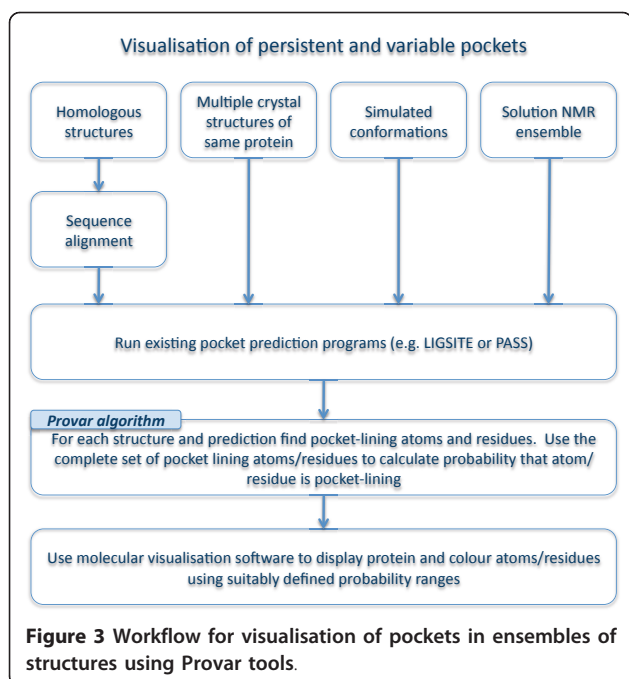 Visualisation of persistent and variable pockets
Homologous
structures
Multiple crystal
structures of
same protein
Simulated
conformations
Solution NMR
ensemble
Sequence
alignment
Run existing pocket prediction programs (e.g. LIGSITE or PASS)
Provar algorithm
For each structure and prediction find pocket-lining atoms and residues. Use the
complete set of pocket lining atoms/residues to calculate probability that atom/
residue is pocket-lining
Use molecular visualisation software to display protein and colour atoms/residues
using suitably defined probability ranges
Figure 3 Workflow for visualisation of pockets in ensembles of
structures using Provar tools.